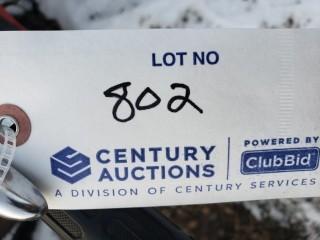 LOT NO
802
CENTURY AUCTIONS
A DIVISION OF CENTURY SERVICES
POWERED BY
ClubBid